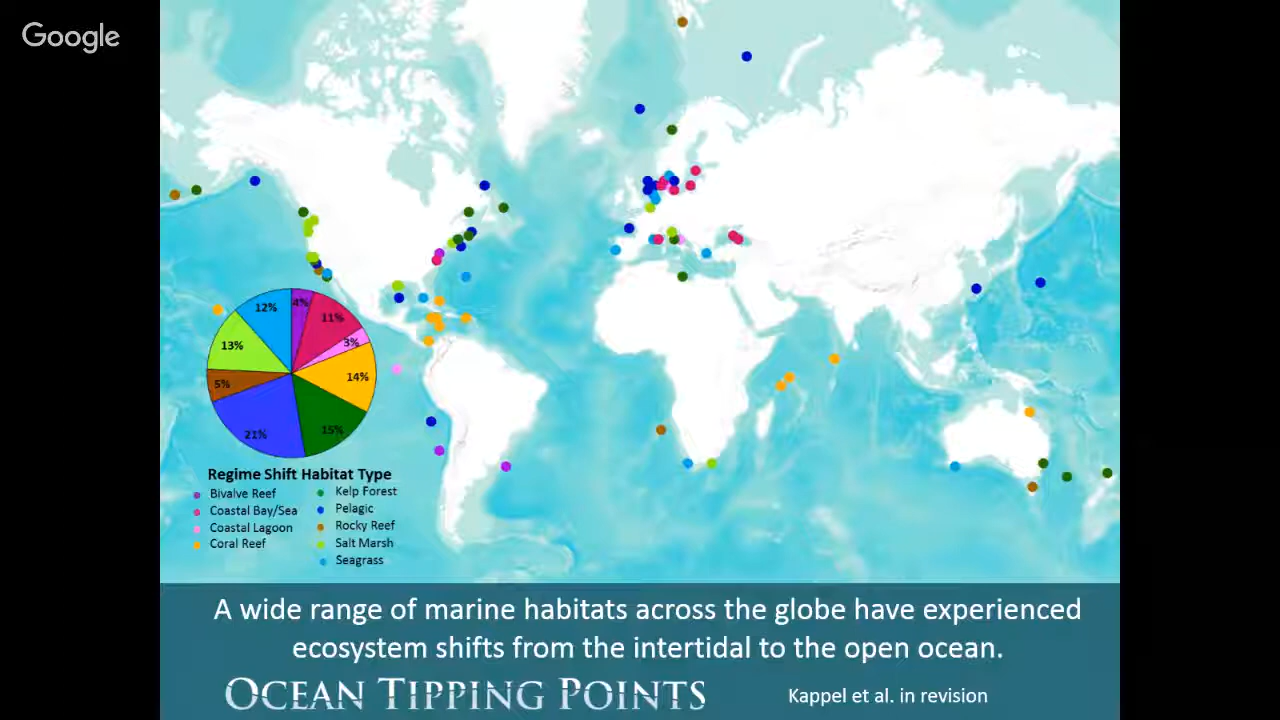 Google
12%
4%
11%
3%
13%
14%
5%
21%
15%
Regime Shift Habitat Type
Bivalve Reef
Coastal Bay/Sea
Coastal Lagoon
Coral Reef
Kelp Forest
Pelagic
Rocky Reef
Salt Marsh
Seagrass
A wide range of marine habitats across the globe have experienced
ecosystem shifts from the intertidal to the open ocean.
OCEAN TIPPING POINTS
Kappel et al. in revision